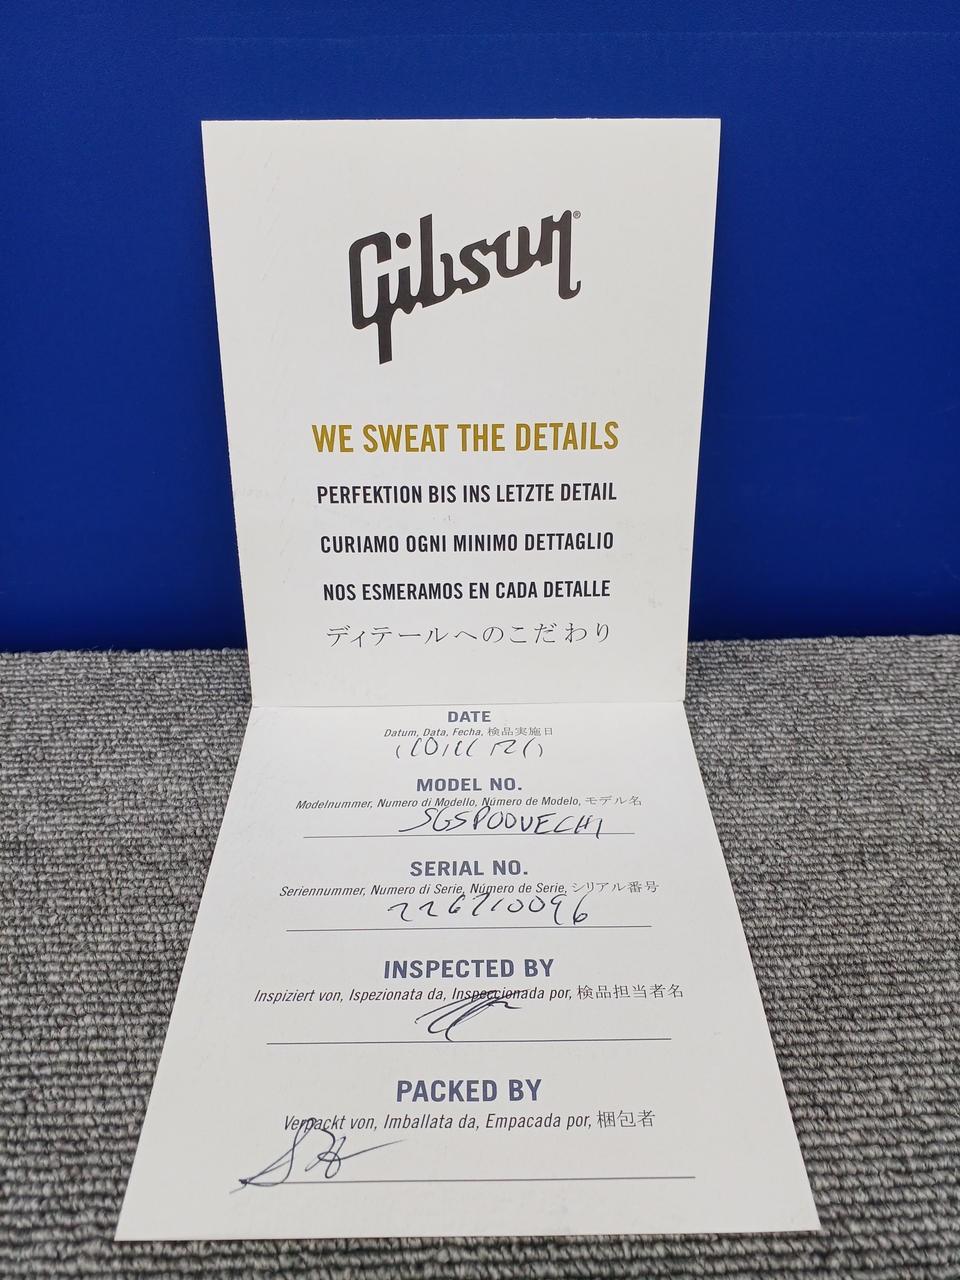 Gibson®
WE SWEAT THE DETAILS
PERFEKTION BIS INS LETZTE DETAIL
CURIAMO OGNI MINIMO DETTAGLIO
NOS ESMERAMOS EN CADA DETALLE
ディテールへのこだわり
DATE
Datum, Data, Fecha, 検品実施日
MODEL NO.
Modelnummer, Numero di Modello, Número de Modelo, モデル名
SGSP00VECH1
SERIAL NO.
Seriennummer, Numero di Serie, Número de Serie, シリアル番号
226210096
INSPECTED BY
Inspiziert von, Ispezionata da, Inspeccionada por, 検品担当者名
PACKED BY
Verpackt von, Imballata da, Empacada por, 梱包者